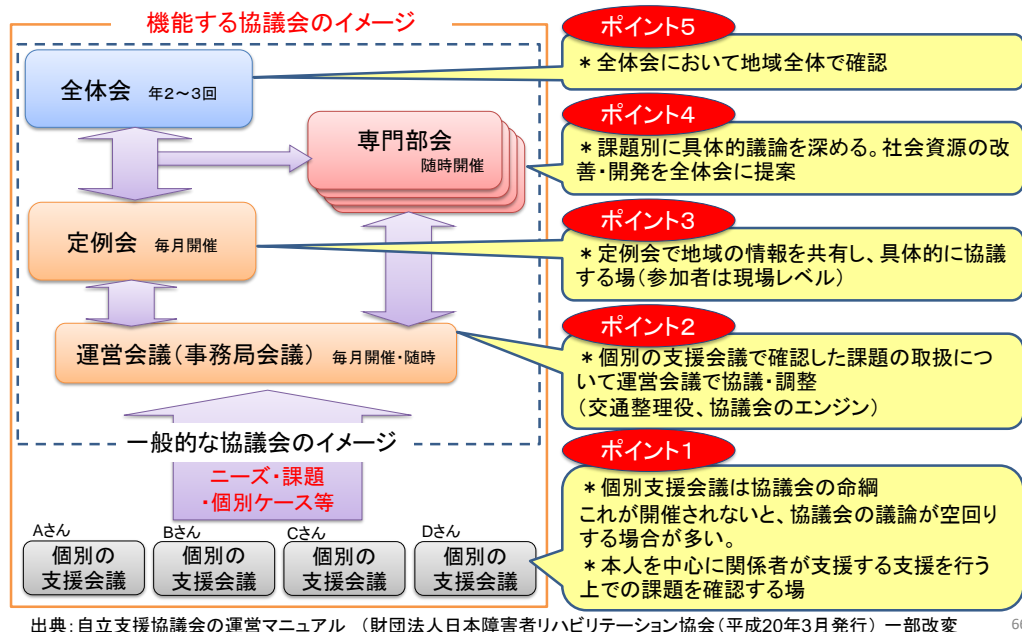 機能する協議会のイメージ
全体会 年2～3回
専門部会
随時開催
定例会 毎月開催
運営会議(事務局会議) 毎月開催・随時
一般的な協議会のイメージ
ニーズ・課題
・個別ケース等
Aさん
個別の
支援会議
Bさん
個別の
支援会議
Cさん
個別の
支援会議
Dさん
個別の
支援会議
ポイント5
＊全体会において地域全体で確認
ポイント4
＊課題別に具体的議論を深める。社会資源の改
善・開発を全体会に提案
ポイント3
＊定例会で地域の情報を共有し、具体的に協議
する場(参加者は現場レベル)
ポイント2
＊個別の支援会議で確認した課題の取扱につ
いて運営会議で協議・調整
(交通整理役、協議会のエンジン)
ポイント1
＊個別支援会議は協議会の命綱
これが開催されないと、協議会の議論が空回り
する場合が多い。
＊本人を中心に関係者が支援する支援を行う
上での課題を確認する場
出典：自立支援協議会の運営マニュアル (財団法人日本障害者リハビリテーション協会(平成20年3月発行) 一部改変